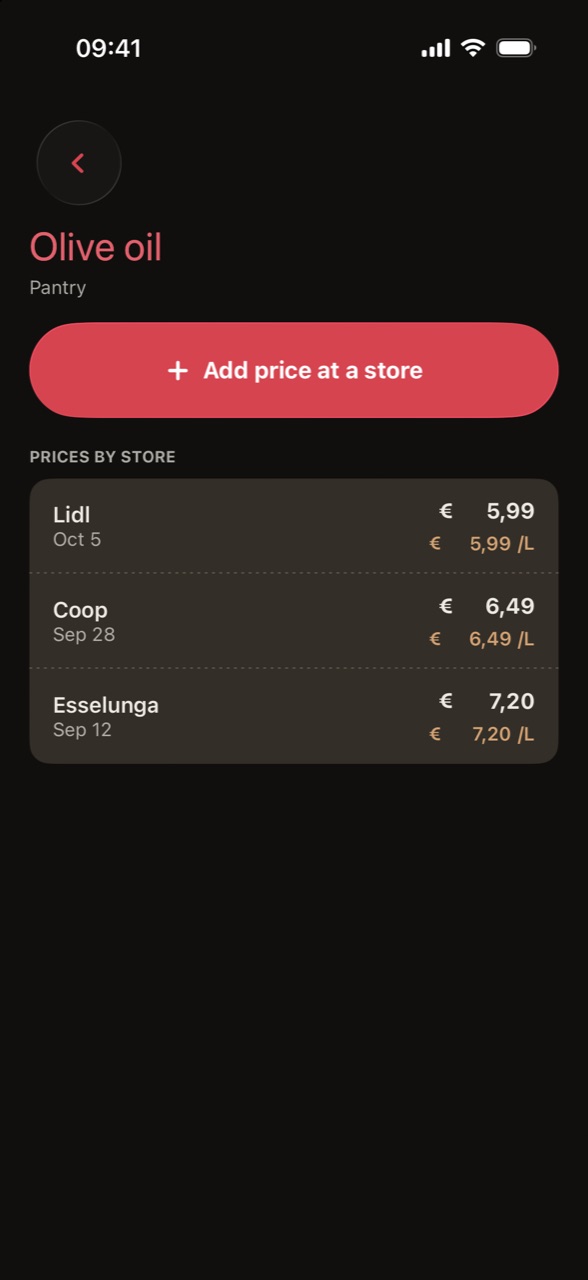 09:41
Olive oil
Pantry
+ Add price at a store
PRICES BY STORE
Lidl € 5,99
Oct 5 € 5,99 /L
Coop € 6,49
Sep 28 € 6,49 /L
Esselunga € 7,20
Sep 12 € 7,20 /L